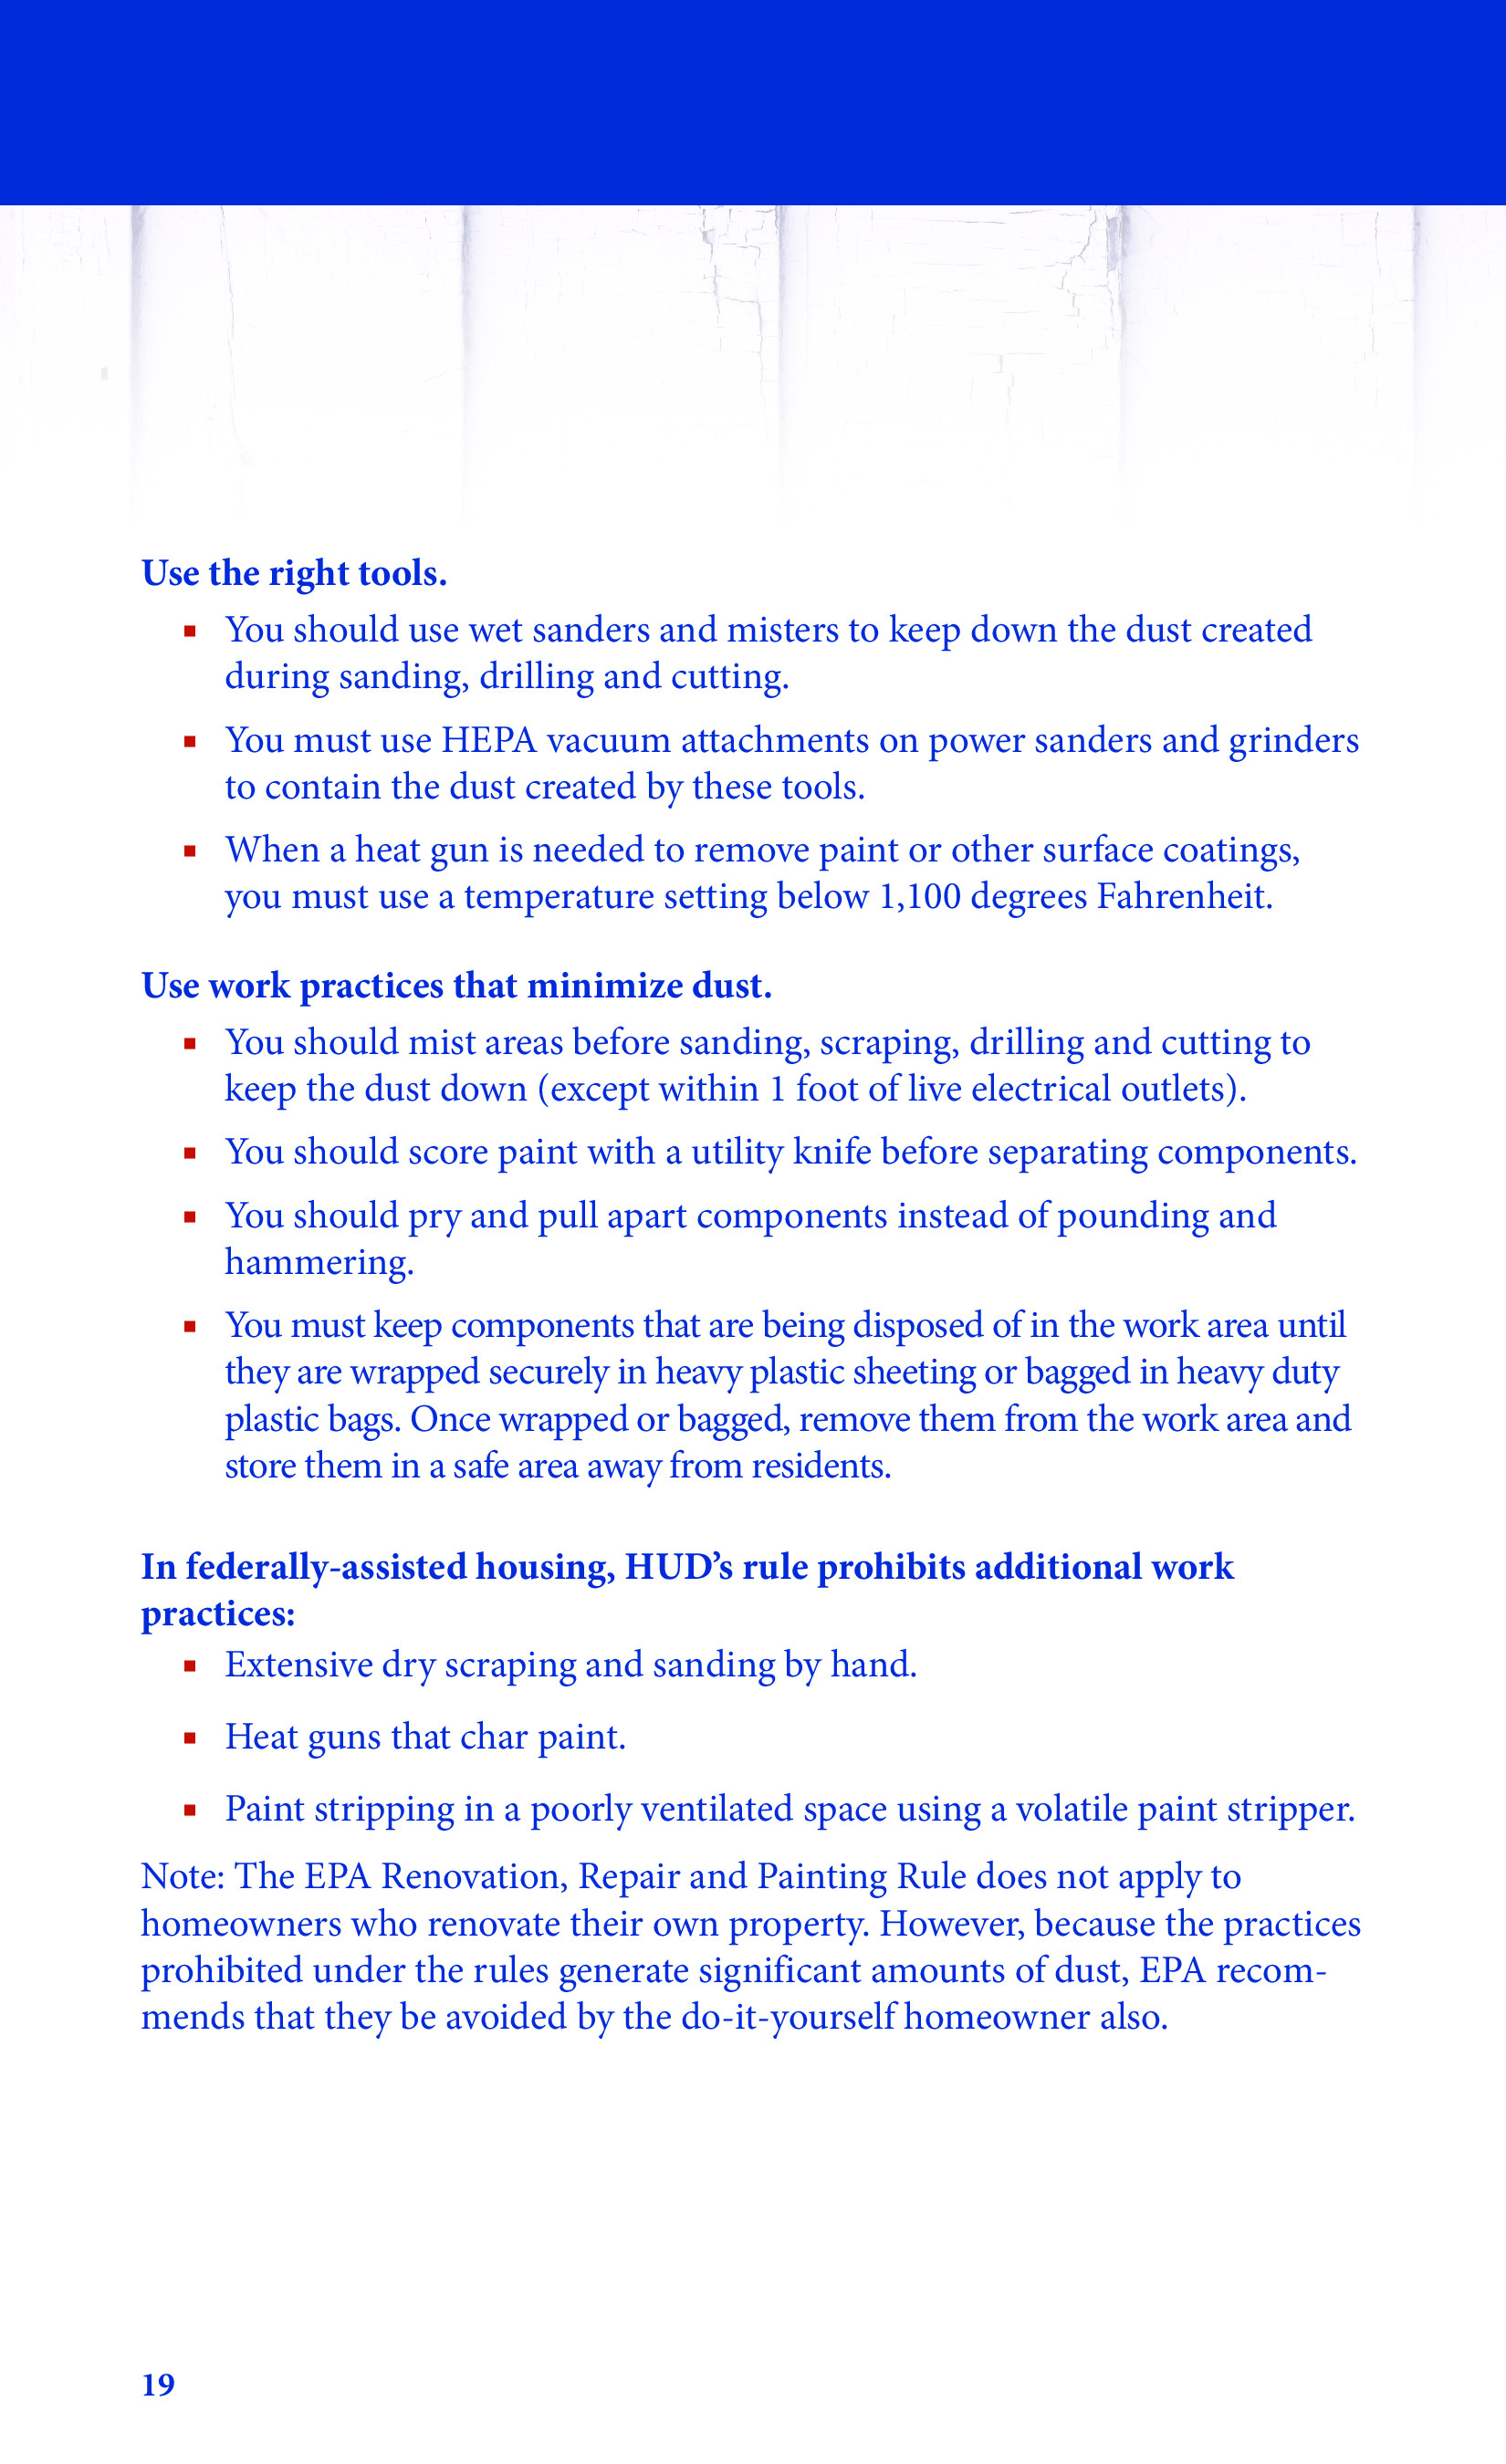 Use the right tools.
▪ You should use wet sanders and misters to keep down the dust created
during sanding, drilling and cutting.
▪ You must use HEPA vacuum attachments on power sanders and grinders
to contain the dust created by these tools.
▪ When a heat gun is needed to remove paint or other surface coatings,
you must use a temperature setting below 1,100 degrees Fahrenheit.
Use work practices that minimize dust.
▪ You should mist areas before sanding, scraping, drilling and cutting to
keep the dust down (except within 1 foot of live electrical outlets).
▪ You should score paint with a utility knife before separating components.
▪ You should pry and pull apart components instead of pounding and
hammering.
▪ You must keep components that are being disposed of in the work area until
they are wrapped securely in heavy plastic sheeting or bagged in heavy duty
plastic bags. Once wrapped or bagged, remove them from the work area and
store them in a safe area away from residents.
In federally-assisted housing, HUD’s rule prohibits additional work
practices:
▪ Extensive dry scraping and sanding by hand.
▪ Heat guns that char paint.
▪ Paint stripping in a poorly ventilated space using a volatile paint stripper.
Note: The EPA Renovation, Repair and Painting Rule does not apply to
homeowners who renovate their own property. However, because the practices
prohibited under the rules generate significant amounts of dust, EPA recom-
mends that they be avoided by the do-it-yourself homeowner also.
19